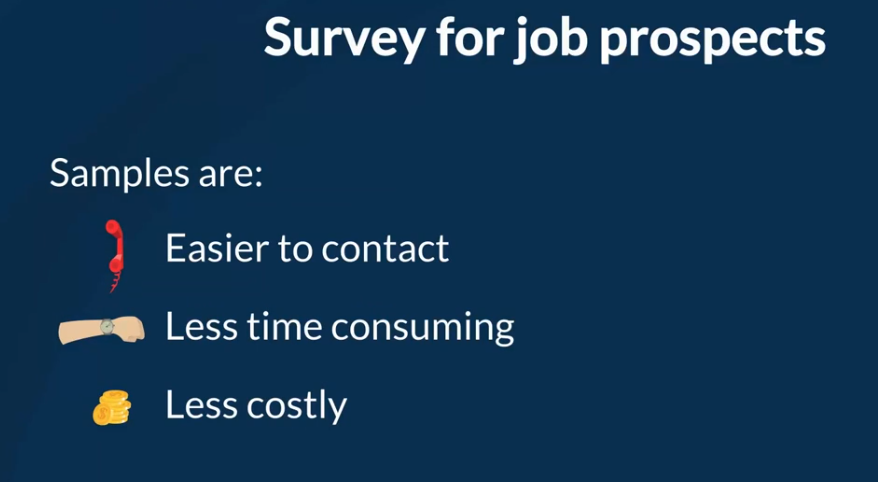 Survey for job prospects
Samples are:
Easier to contact
Less time consuming
Less costly